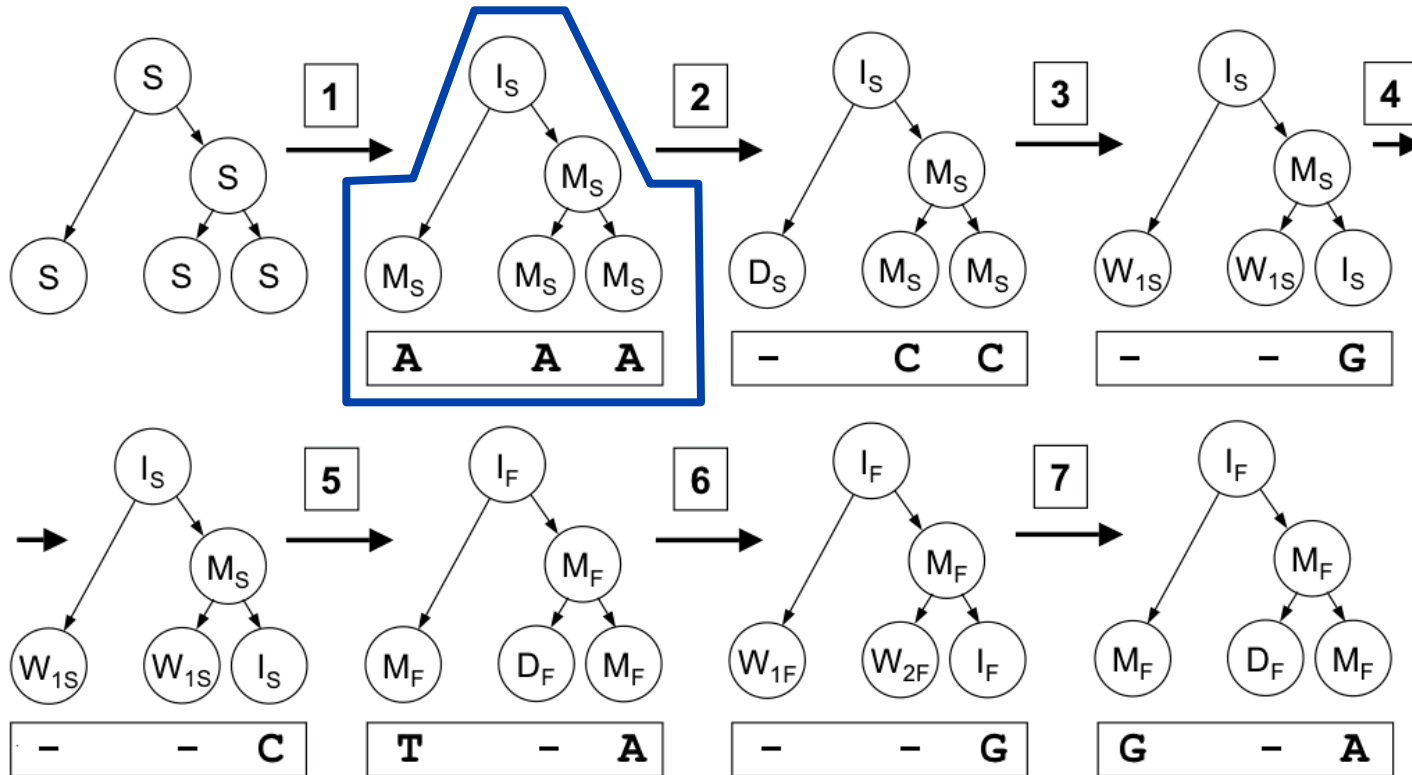 S 1 I_S 2 I_S 3 I_S 4
S M_S M_S M_S
S S S M_S M_S M_S D_S M_S M_S W_1S W_1S I_S
A A A - C C - - G
I_S 5 I_F 6 I_F 7 I_F
M_S M_F M_F M_F
W_1S W_1S I_S M_F D_F M_F W_1F W_2F I_F M_F D_F M_F
- - C T - A - - G G - A